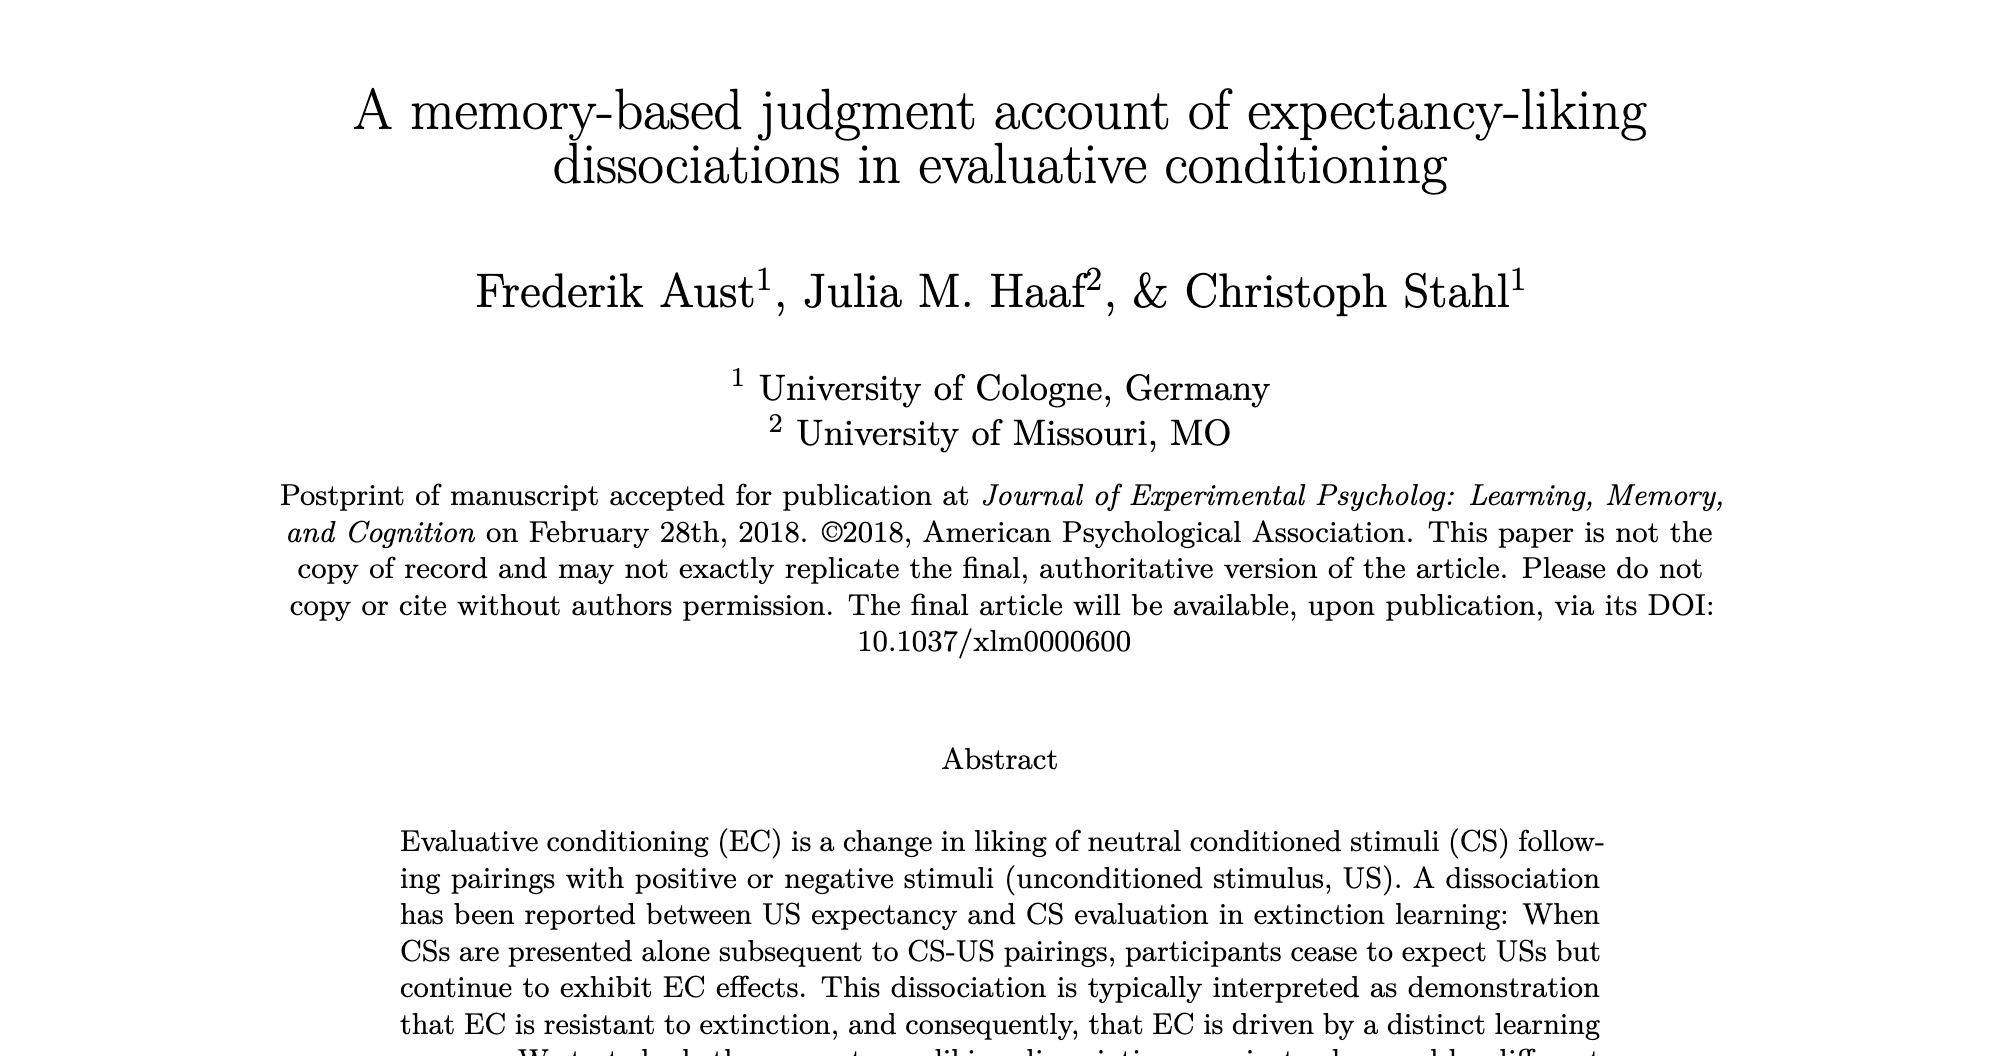 A memory-based judgment account of expectancy-liking
dissociations in evaluative conditioning
Frederik Aust¹, Julia M. Haaf², & Christoph Stahl¹
¹ University of Cologne, Germany
² University of Missouri, MO
Postprint of manuscript accepted for publication at Journal of Experimental Psycholog: Learning, Memory,
and Cognition on February 28th, 2018. ©2018, American Psychological Association. This paper is not the
copy of record and may not exactly replicate the final, authoritative version of the article. Please do not
copy or cite without authors permission. The final article will be available, upon publication, via its DOI:
10.1037/xlm0000600
Abstract
Evaluative conditioning (EC) is a change in liking of neutral conditioned stimuli (CS) follow-
ing pairings with positive or negative stimuli (unconditioned stimulus, US). A dissociation
has been reported between US expectancy and CS evaluation in extinction learning: When
CSs are presented alone subsequent to CS-US pairings, participants cease to expect USs but
continue to exhibit EC effects. This dissociation is typically interpreted as demonstration
that EC is resistant to extinction, and consequently, that EC is driven by a distinct learning